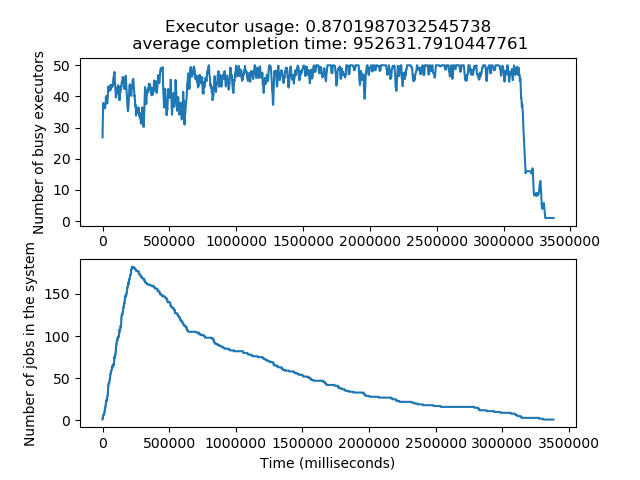 Executor usage: 0.8701987032545738
average completion time: 952631.7910447761
Number of busy executors
50
40
30
20
10
0
0 500000 1000000 1500000 2000000 2500000 3000000 3500000
Number of jobs in the system
150
100
50
0
0 500000 1000000 1500000 2000000 2500000 3000000 3500000
Time (milliseconds)